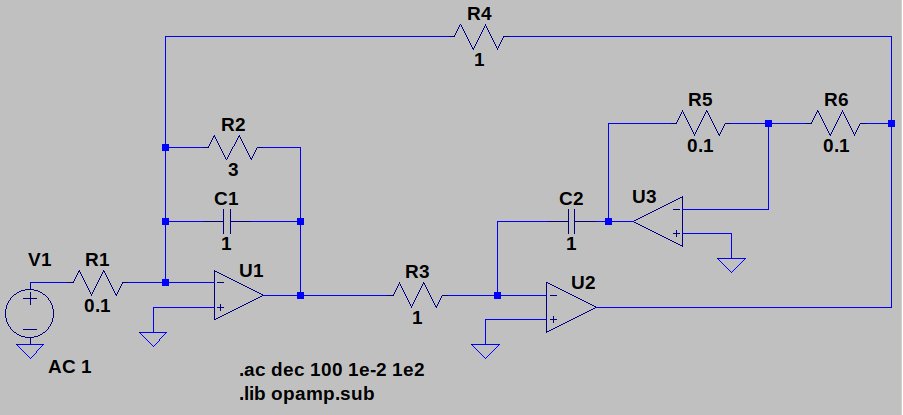 R4
1
R5
R6
0.1
0.1
R2
3
C1
1
U3
C2
1
V1
R1
0.1
U1
R3
1
U2
AC 1
.ac dec 100 1e-2 1e2
.lib opamp.sub